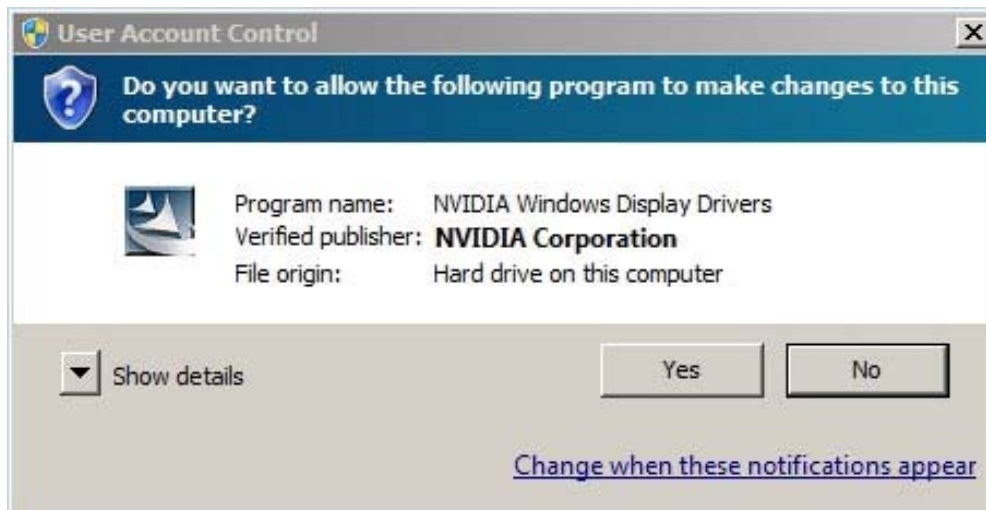 User Account Control
Do you want to allow the following program to make changes to this
computer?
Program name: NVIDIA Windows Display Drivers
Verified publisher: NVIDIA Corporation
File origin: Hard drive on this computer
Show details
Yes
No
Change when these notifications appear